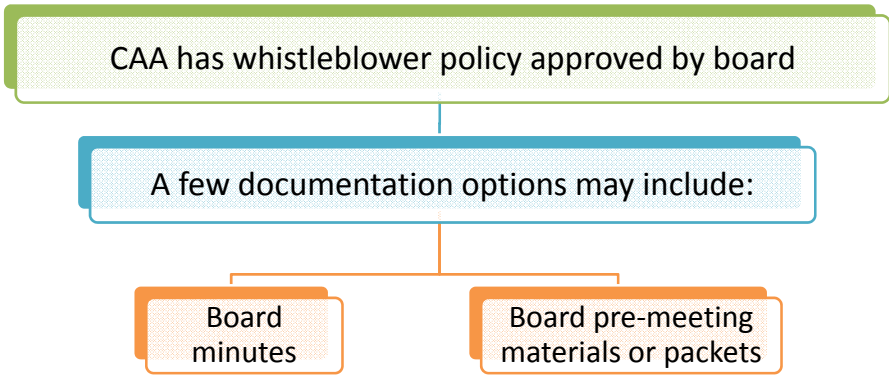 CAA has whistleblower policy approved by board
A few documentation options may include:
Board
minutes
Board pre-meeting
materials or packets